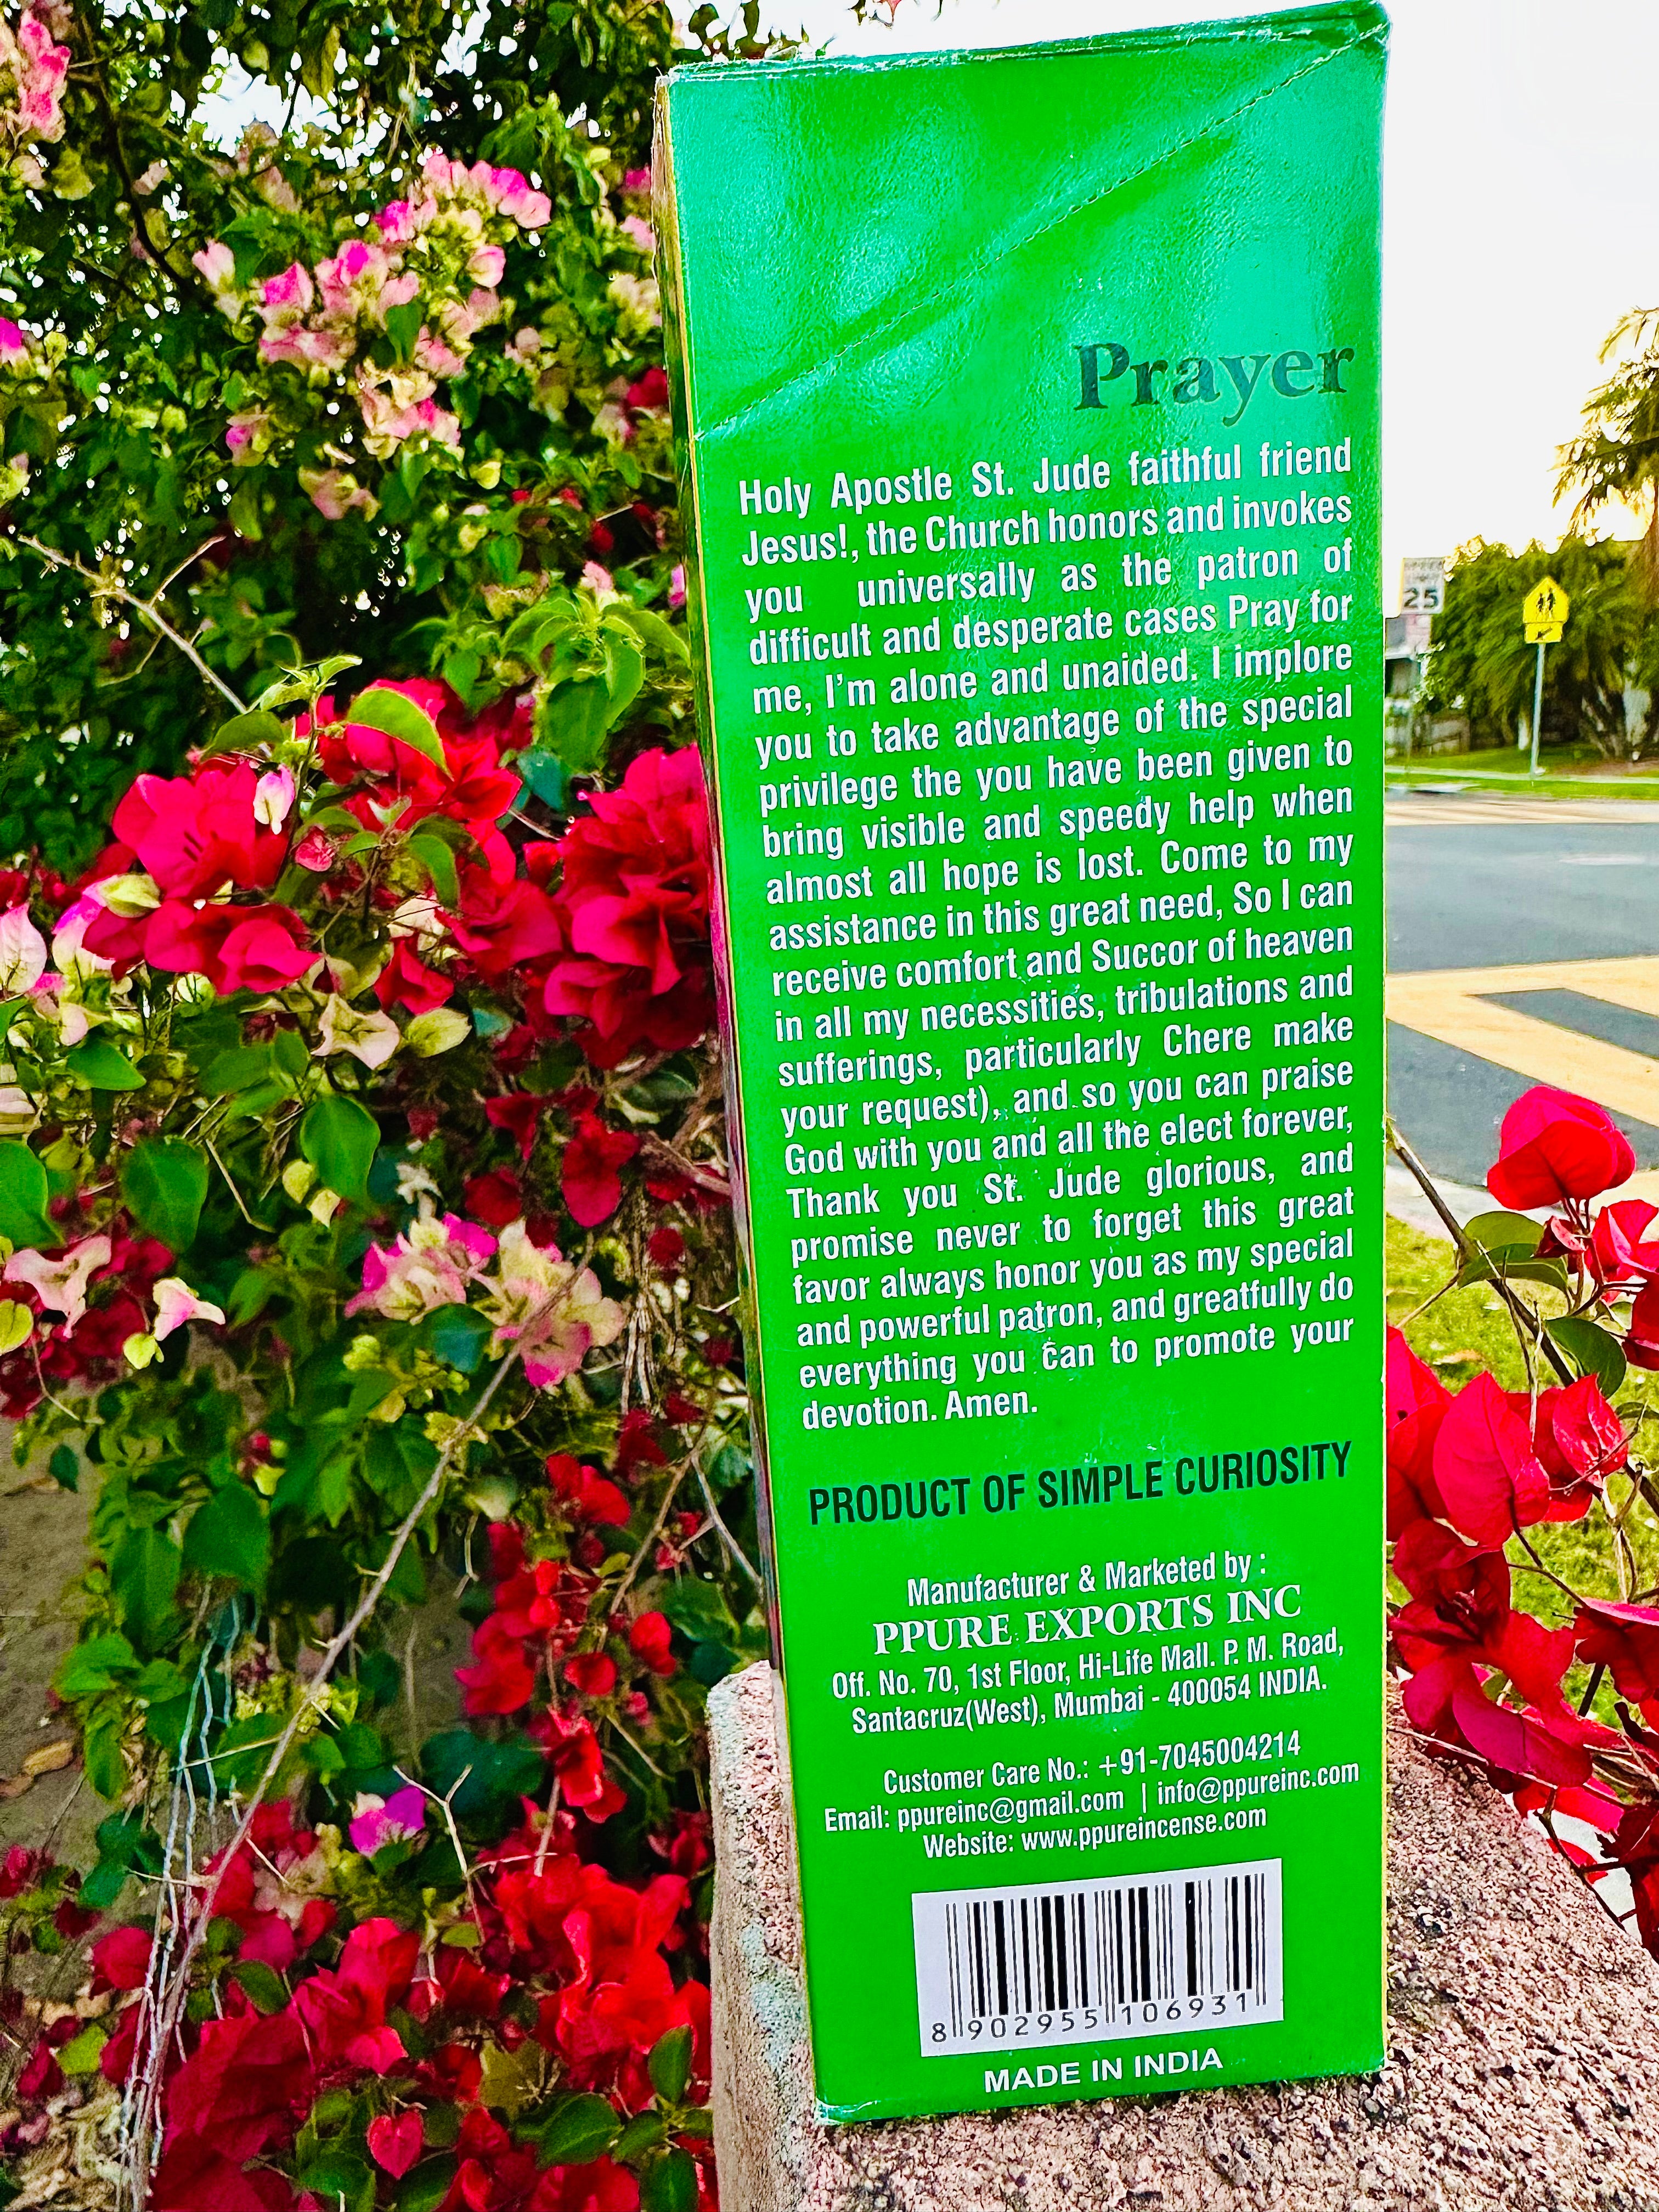 Prayer
Holy Apostle St. Jude faithful friend
Jesus!, the Church honors and invokes
you universally as the patron of
difficult and desperate cases Pray for
me, I'm alone and unaided. I implore
you to take advantage of the special
privilege the you have been given to
bring visible and speedy help when
almost all hope is lost. Come to my
assistance in this great need, So I can
receive comfort and Succor of heaven
in all my necessities, tribulations and
sufferings, particularly Chere make
your request), and so you can praise
God with you and all the elect forever,
Thank you St. Jude glorious, and
promise never to forget this great
favor always honor you as my special
and powerful patron, and greatfully do
everything you can to promote your
devotion. Amen.
PRODUCT OF SIMPLE CURIOSITY
Manufacturer & Marketed by :
PPURE EXPORTS INC
Off. No. 70, 1st Floor, Hi-Life Mall. P. M. Road,
Santacruz(West), Mumbai - 400054 INDIA.
Customer Care No.: +91-7045004214
Email: ppureinc@gmail.com | info@ppureinc.com
Website: www.ppureincense.com
8 902955 106931
MADE IN INDIA
SPEED
LIMIT
25